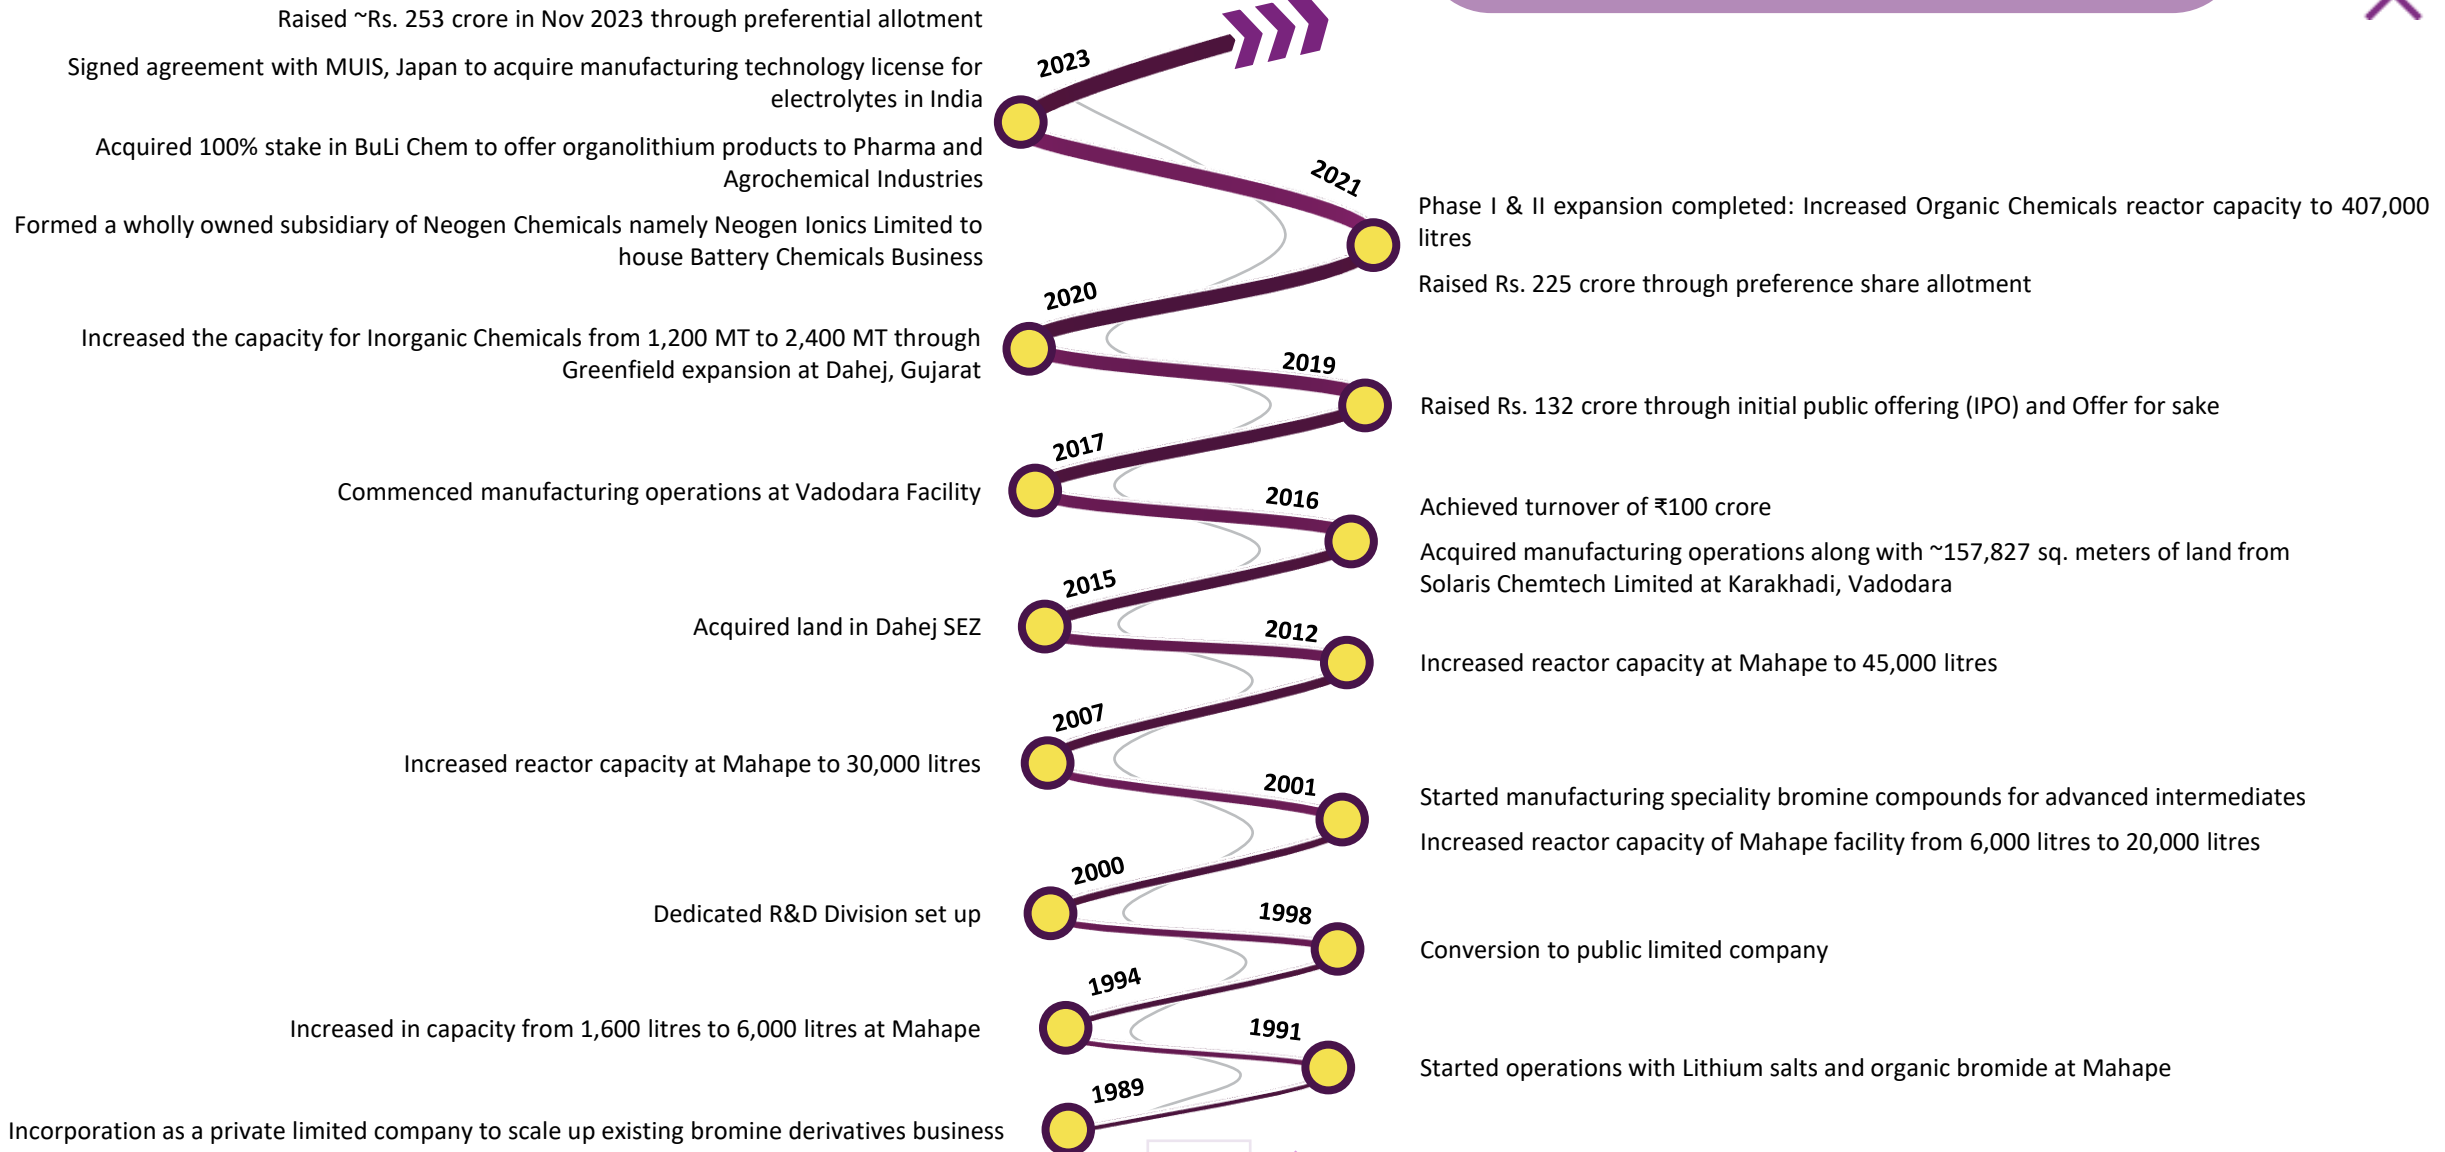 Raised ~Rs. 253 crore in Nov 2023 through preferential allotment
Signed agreement with MUIS, Japan to acquire manufacturing technology license for
electrolytes in India
Acquired 100% stake in BuLi Chem to offer organolithium products to Pharma and
Agrochemical Industries
Formed a wholly owned subsidiary of Neogen Chemicals namely Neogen Ionics Limited to
house Battery Chemicals Business
2023
2021
Phase I & II expansion completed: Increased Organic Chemicals reactor capacity to 407,000
litres
Raised Rs. 225 crore through preference share allotment
2020
Increased the capacity for Inorganic Chemicals from 1,200 MT to 2,400 MT through
Greenfield expansion at Dahej, Gujarat
2019
Raised Rs. 132 crore through initial public offering (IPO) and Offer for sake
2017
Commenced manufacturing operations at Vadodara Facility
2016
Achieved turnover of ₹100 crore
Acquired manufacturing operations along with ~157,827 sq. meters of land from
Solaris Chemtech Limited at Karakhadi, Vadodara
2015
Acquired land in Dahej SEZ
2012
Increased reactor capacity at Mahape to 45,000 litres
2007
Increased reactor capacity at Mahape to 30,000 litres
2001
Started manufacturing speciality bromine compounds for advanced intermediates
Increased reactor capacity of Mahape facility from 6,000 litres to 20,000 litres
2000
Dedicated R&D Division set up
1998
Conversion to public limited company
1994
Increased in capacity from 1,600 litres to 6,000 litres at Mahape
1991
Started operations with Lithium salts and organic bromide at Mahape
1989
Incorporation as a private limited company to scale up existing bromine derivatives business